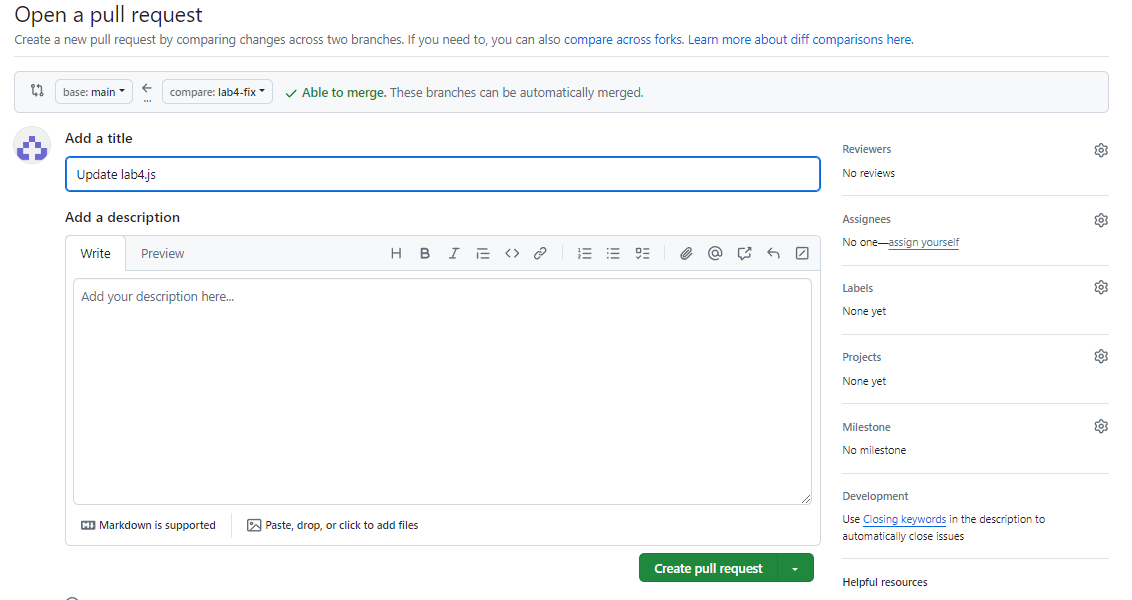 Open a pull request
Create a new pull request by comparing changes across two branches. If you need to, you can also compare across forks. Learn more about diff comparisons here.
base: main
...
compare: lab4-fix
Able to merge. These branches can be automatically merged.
Add a title
Update lab4.js
Add a description
Write
Preview
Add your description here...
Markdown is supported
Paste, drop, or click to add files
Create pull request
Reviewers
No reviews
Assignees
No one—assign yourself
Labels
None yet
Projects
None yet
Milestone
No milestone
Development
Use Closing keywords in the description to
automatically close issues
Helpful resources